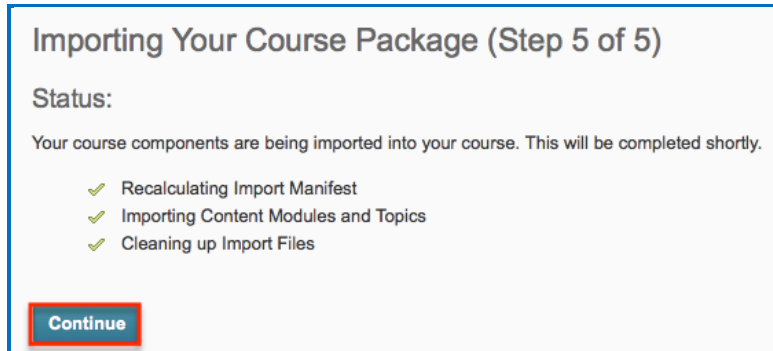 Importing Your Course Package (Step 5 of 5)
Status:
Your course components are being imported into your course. This will be completed shortly.
Recalculating Import Manifest
Importing Content Modules and Topics
Cleaning up Import Files
Continue